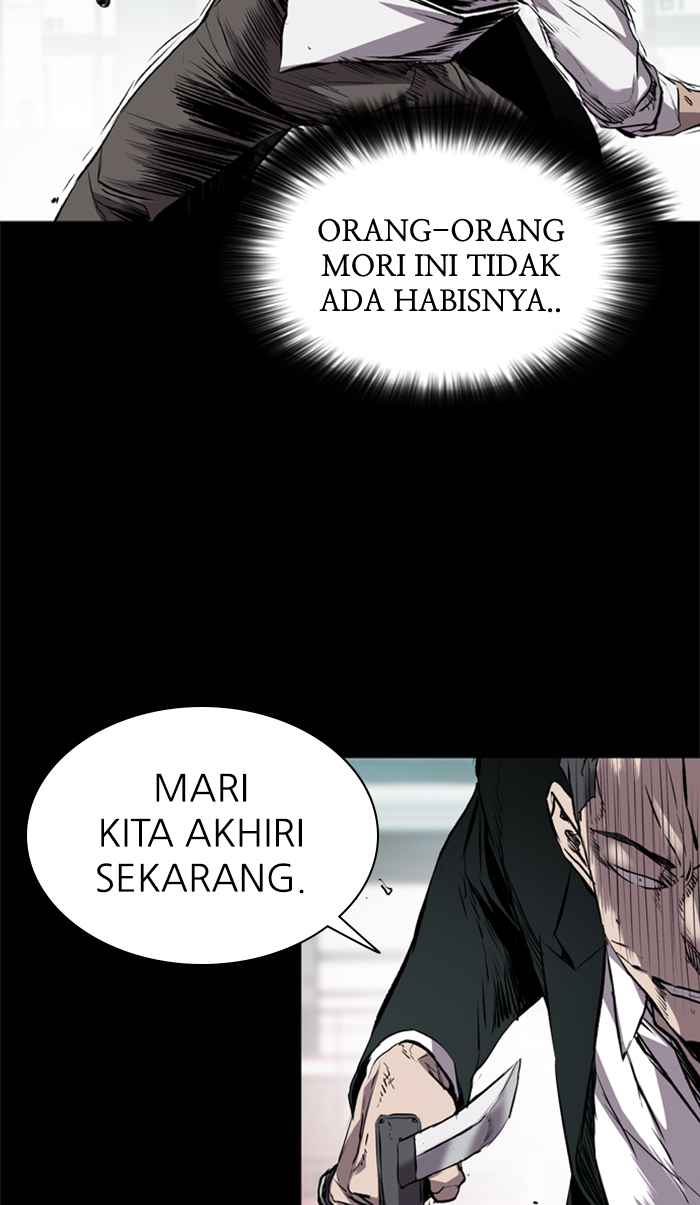 ORANG-ORANG
MORI INI TIDAK
ADA HABISNYA..
MARI
KITA AKHIRI
SEKARANG.